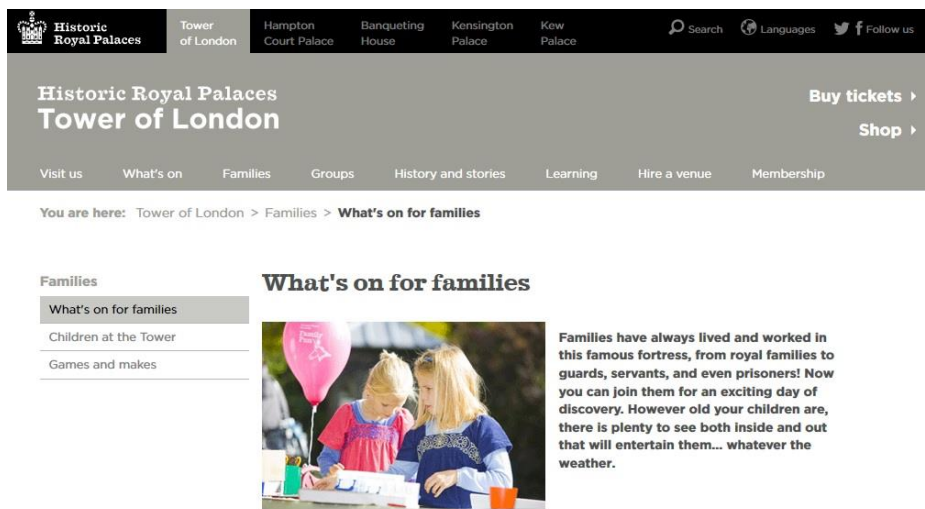 Historic
Royal Palaces
Tower
of London
Hampton
Court Palace
Banqueting
House
Kensington
Palace
Kew
Palace
Search
Languages
Follow us
Historic Royal Palaces
Tower of London
Buy tickets
Shop
Visit us What's on Families Groups History and stories Learning Hire a venue Membership
You are here: Tower of London > Families > What's on for families
Families
What's on for families
Children at the Tower
Games and makes
What's on for families
Families have always lived and worked in
this famous fortress, from royal families to
guards, servants, and even prisoners! Now
you can join them for an exciting day of
discovery. However old your children are,
there is plenty to see both inside and out
that will entertain them... whatever the
weather.